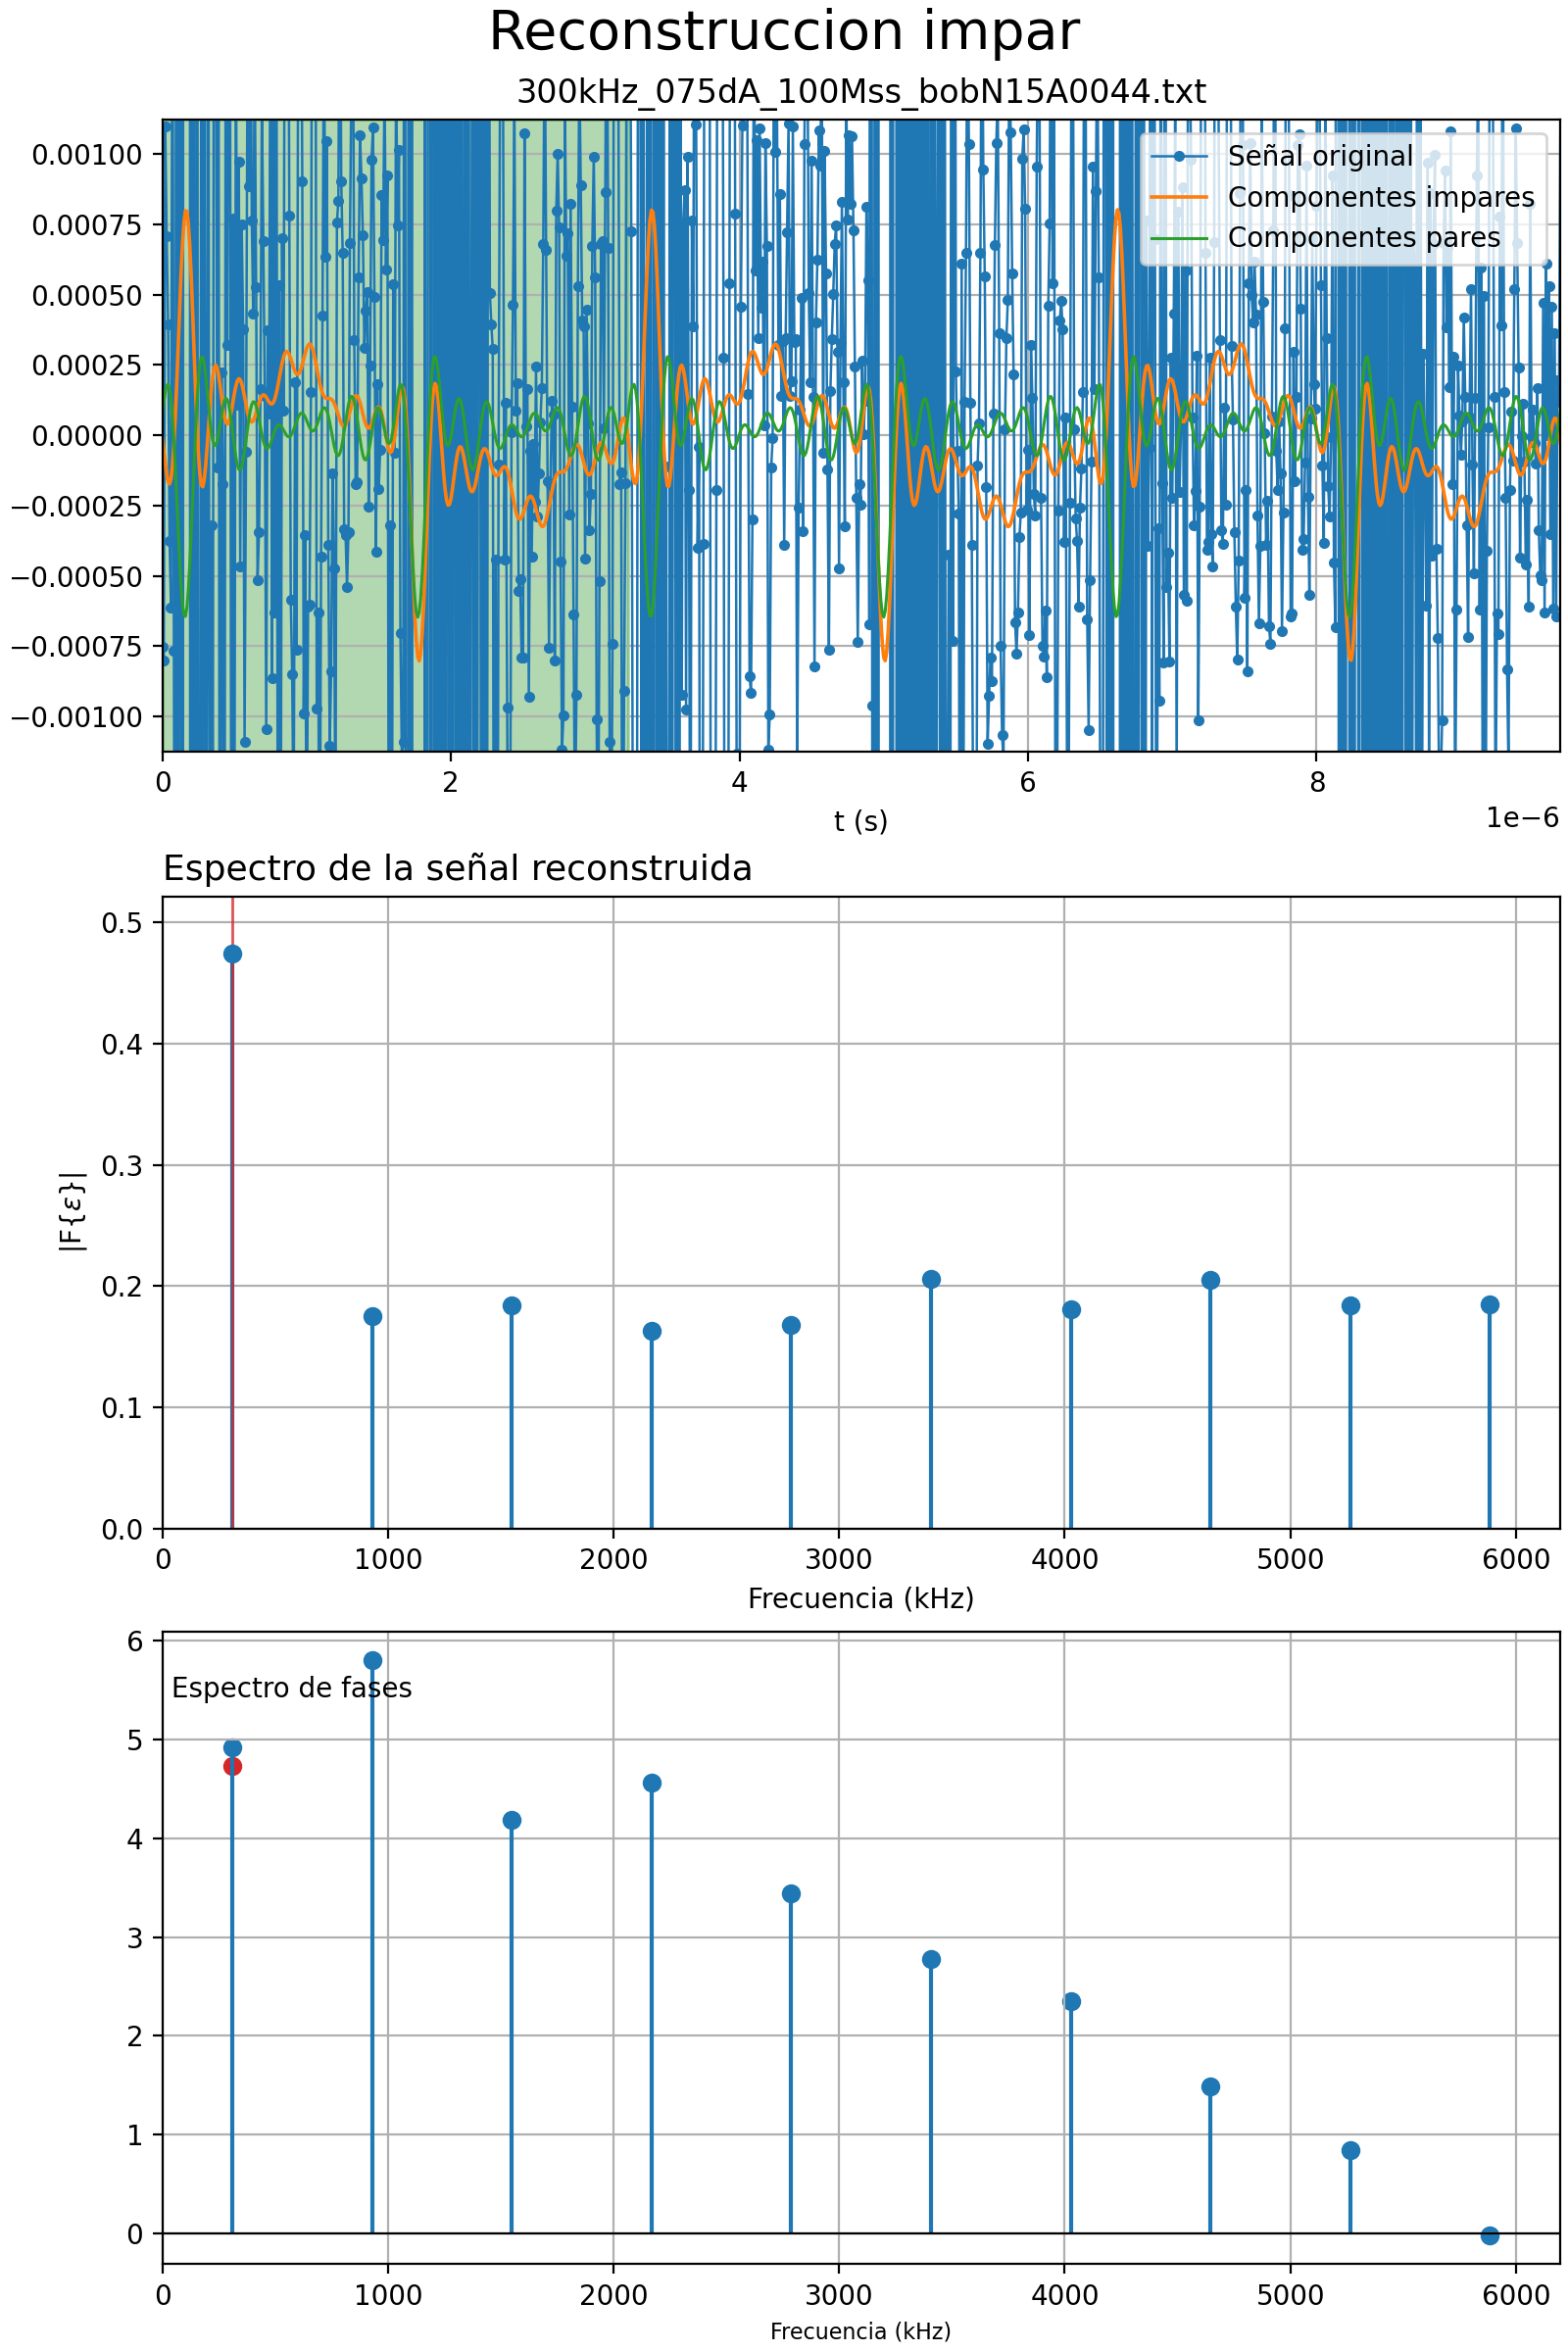 Reconstruccion impar
300kHz_075dA_100Mss_bobN15A0044.txt
0.00100
0.00075
0.00050
0.00025
0.00000
−0.00025
−0.00050
−0.00075
−0.00100
Señal original
Componentes impares
Componentes pares
0 2 4 6 8
1e−6
t (s)
Espectro de la señal reconstruida
0.5
0.4
0.3
0.2
0.1
0.0
|F{ε}|
0 1000 2000 3000 4000 5000 6000
Frecuencia (kHz)
6
Espectro de fases
5
4
3
2
1
0
0 1000 2000 3000 4000 5000 6000
Frecuencia (kHz)